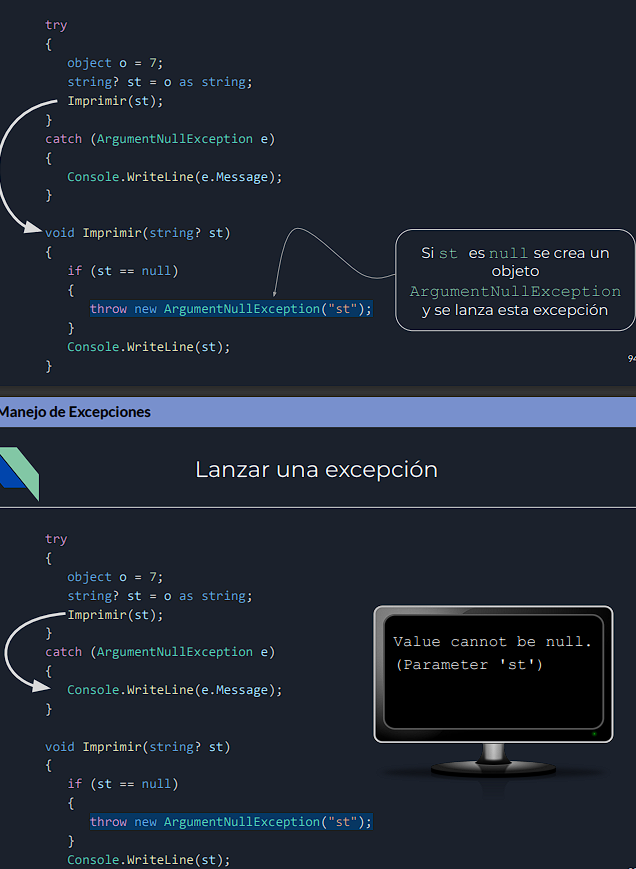 try
{
object o = 7;
string? st = o as string;
Imprimir(st);
}
catch (ArgumentNullException e)
{
Console.WriteLine(e.Message);
}
void Imprimir(string? st)
{
if (st == null)
{
throw new ArgumentNullException("st");
}
Console.WriteLine(st);
}
Si st es null se crea un
objeto
ArgumentNullException
y se lanza esta excepción
94
Manejo de Excepciones
Lanzar una excepción
try
{
object o = 7;
string? st = o as string;
Imprimir(st);
}
catch (ArgumentNullException e)
{
Console.WriteLine(e.Message);
}
void Imprimir(string? st)
{
if (st == null)
{
throw new ArgumentNullException("st");
}
Console.WriteLine(st);
Value cannot be null.
(Parameter 'st')